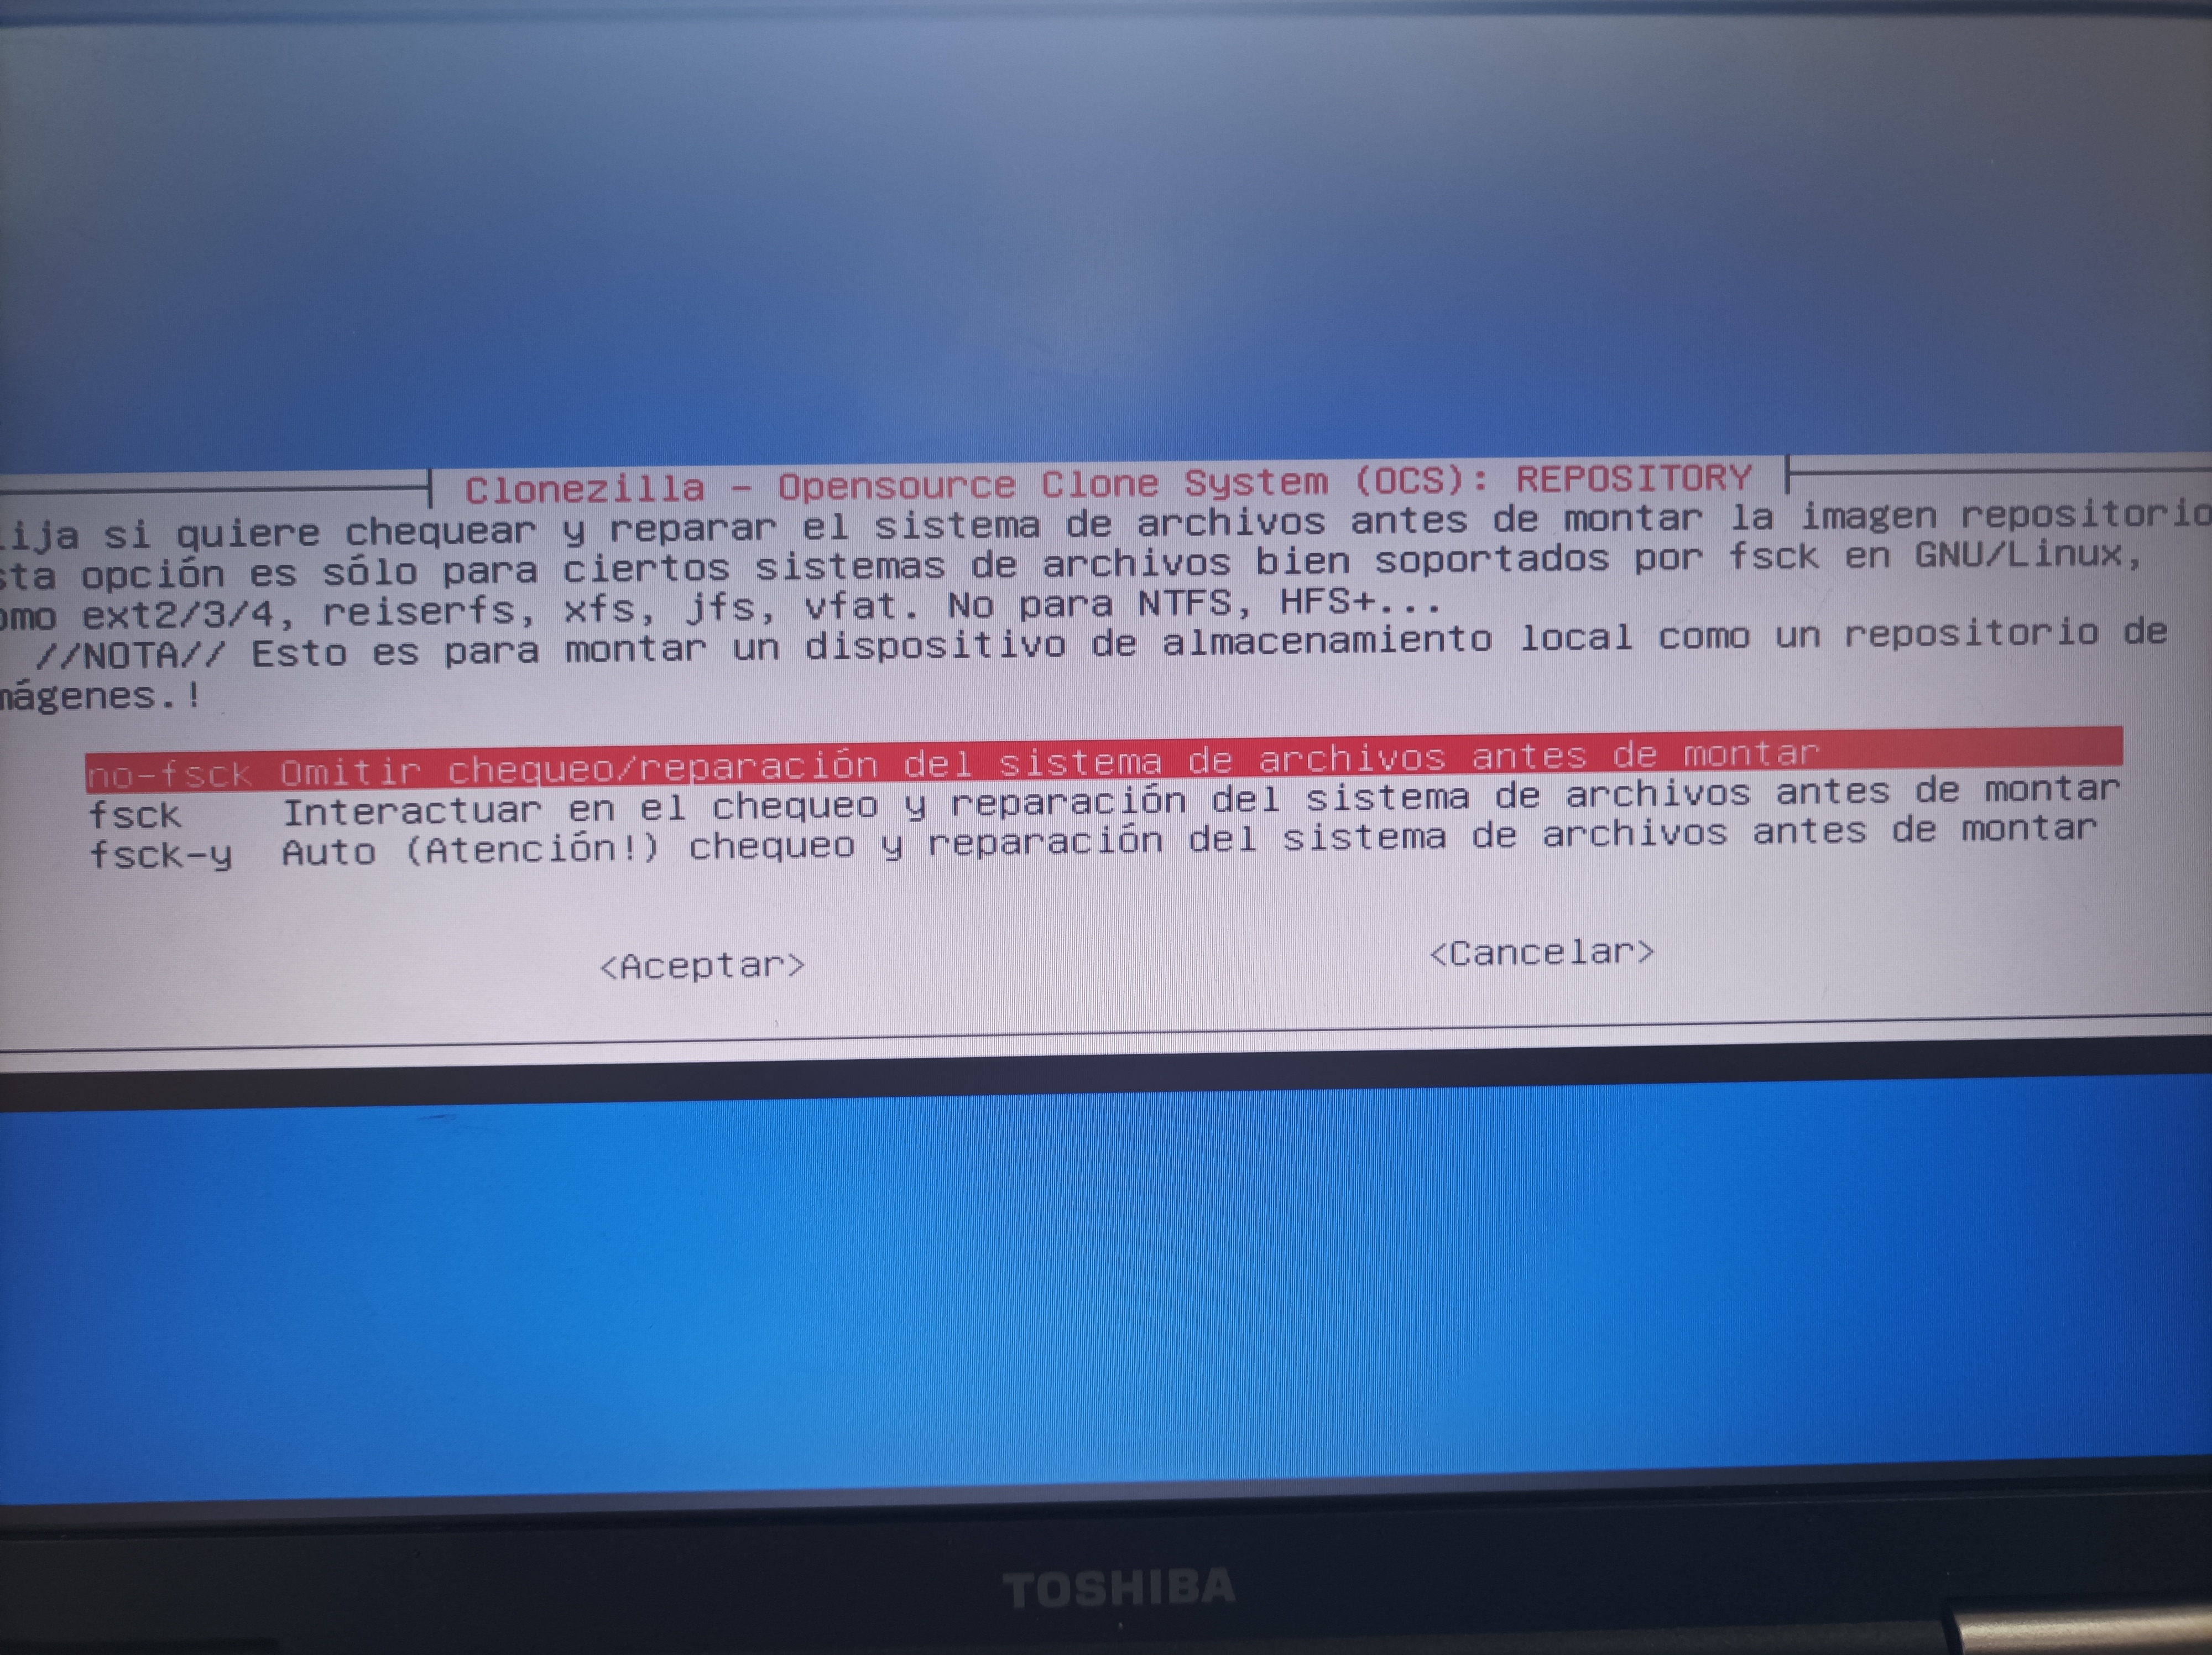 Clonezilla - Opensource Clone System (OCS): REPOSITORY
ija si quiere chequear y reparar el sistema de archivos antes de montar la imagen repositorio
sta opción es sólo para ciertos sistemas de archivos bien soportados por fsck en GNU/Linux,
omo ext2/3/4, reiserfs, xfs, jfs, vfat. No para NTFS, HFS+...
//NOTA// Esto es para montar un dispositivo de almacenamiento local como un repositorio de
mágenes.!
no-fsck Omitir chequeo/reparación del sistema de archivos antes de montar
fsck Interactuar en el chequeo y reparación del sistema de archivos antes de montar
fsck-y Auto (Atención!) chequeo y reparación del sistema de archivos antes de montar
<Aceptar> <Cancelar>
TOSHIBA